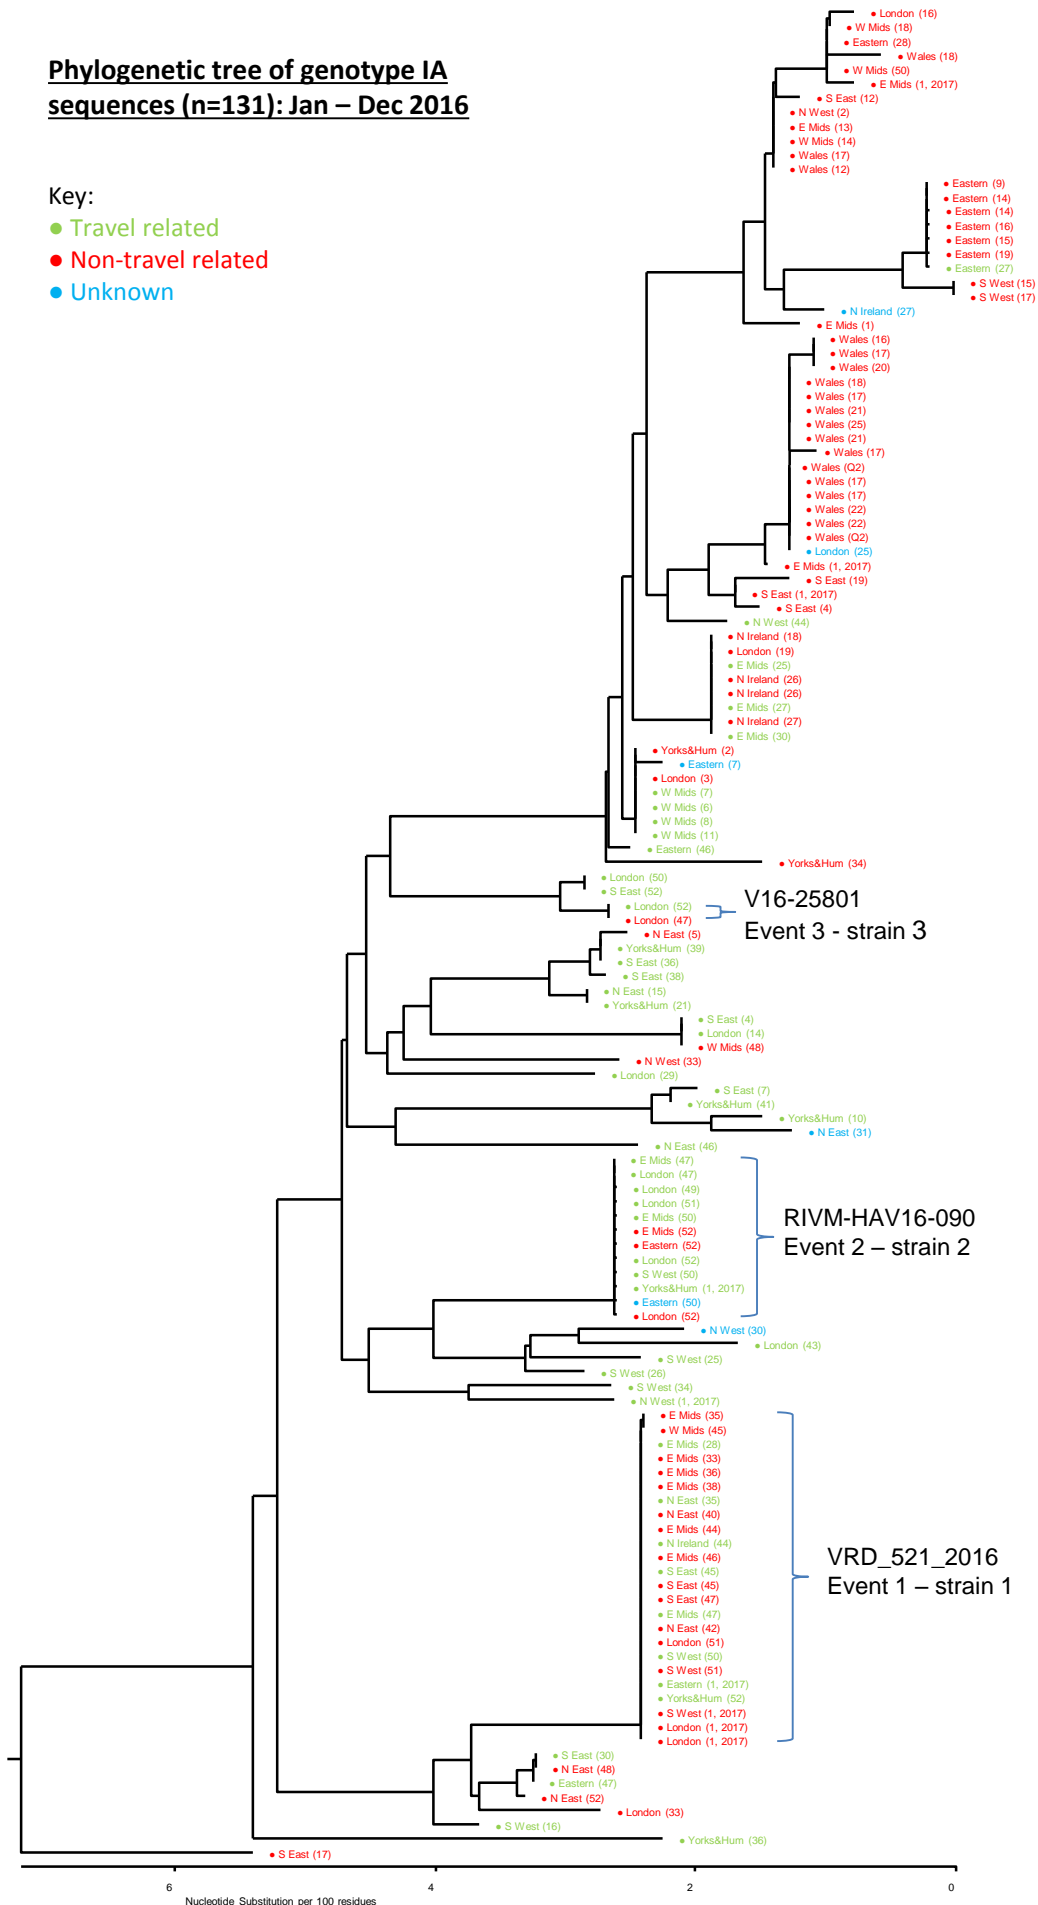 Phylogenetic tree of genotype IA
sequences (n=131): Jan – Dec 2016
Key:
● Travel related
● Non-travel related
● Unknown
● London (16)
● W Mids (18)
● Eastern (28)
● Wales (18)
● W Mids (50)
● E Mids (1, 2017)
● S East (12)
● N West (2)
● E Mids (13)
● W Mids (14)
● Wales (17)
● Wales (12)
● Eastern (9)
● Eastern (14)
● Eastern (14)
● Eastern (16)
● Eastern (15)
● Eastern (19)
● Eastern (27)
● S West (15)
● S West (17)
● N Ireland (27)
● E Mids (1)
● Wales (16)
● Wales (17)
● Wales (20)
● Wales (18)
● Wales (17)
● Wales (21)
● Wales (25)
● Wales (21)
● Wales (17)
● Wales (Q2)
● Wales (17)
● Wales (17)
● Wales (22)
● Wales (22)
● Wales (Q2)
● London (25)
● E Mids (1, 2017)
● S East (19)
● S East (1, 2017)
● S East (4)
● N West (44)
● N Ireland (18)
● London (19)
● E Mids (25)
● N Ireland (26)
● N Ireland (26)
● E Mids (27)
● N Ireland (27)
● E Mids (30)
● Yorks&Hum (2)
● Eastern (7)
● London (3)
● W Mids (7)
● W Mids (6)
● W Mids (8)
● W Mids (11)
● Eastern (46)
● Yorks&Hum (34)
● London (50)
● S East (52)
● London (52)
● London (47)
V16-25801
Event 3 - strain 3
● N East (5)
● Yorks&Hum (39)
● S East (36)
● S East (38)
● N East (15)
● Yorks&Hum (21)
● S East (4)
● London (14)
● W Mids (48)
● N West (33)
● London (29)
● S East (7)
● Yorks&Hum (41)
● Yorks&Hum (10)
● N East (31)
● N East (46)
● E Mids (47)
● London (47)
● London (49)
● London (51)
● E Mids (50)
● E Mids (52)
● Eastern (52)
● London (52)
● S West (50)
● Yorks&Hum (1, 2017)
● Eastern (50)
● London (52)
RIVM-HAV16-090
Event 2 – strain 2
● N West (30)
● London (43)
● S West (25)
● S West (26)
● S West (34)
● N West (1, 2017)
● E Mids (35)
● W Mids (45)
● E Mids (28)
● E Mids (33)
● E Mids (36)
● E Mids (38)
● N East (35)
● N East (40)
● E Mids (44)
● N Ireland (44)
● E Mids (46)
● S East (45)
● S East (45)
● S East (47)
● E Mids (47)
● N East (42)
● London (51)
● S West (50)
● S West (51)
● Eastern (1, 2017)
● Yorks&Hum (52)
● S West (1, 2017)
● London (1, 2017)
● London (1, 2017)
VRD_521_2016
Event 1 – strain 1
● S East (30)
● N East (48)
● Eastern (47)
● N East (52)
● London (33)
● S West (16)
● Yorks&Hum (36)
● S East (17)
6 4 2 0
Nucleotide Substitution per 100 residues